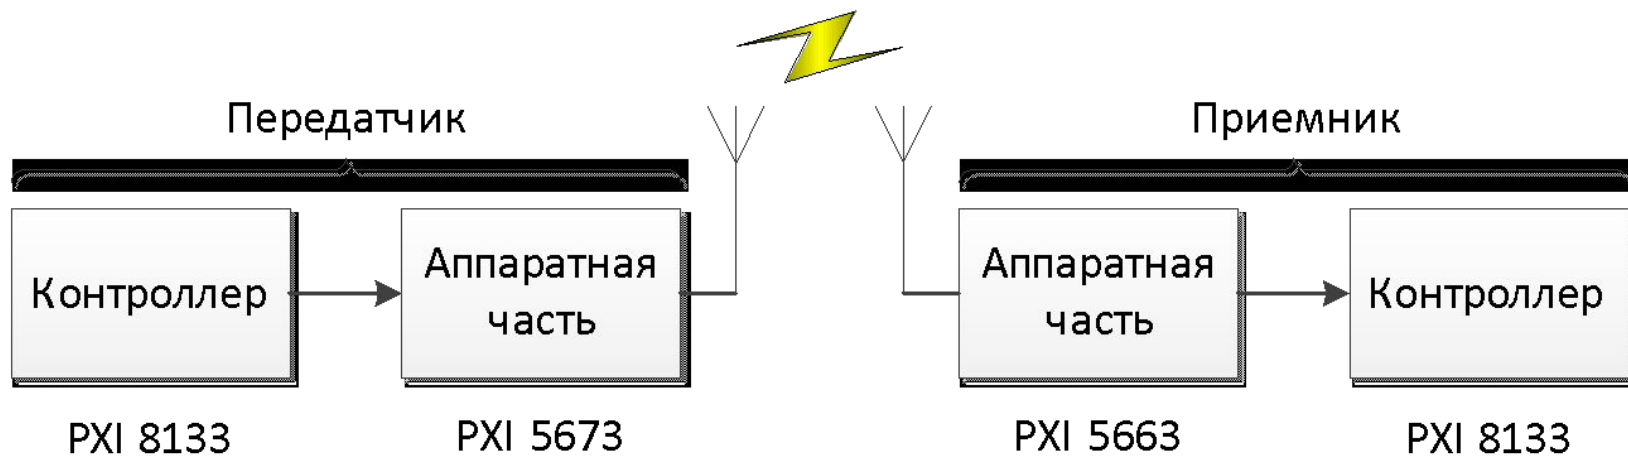 Передатчик
Приемник
Контроллер
Аппаратная
часть
Аппаратная
часть
Контроллер
PXI 8133
PXI 5673
PXI 5663
PXI 8133